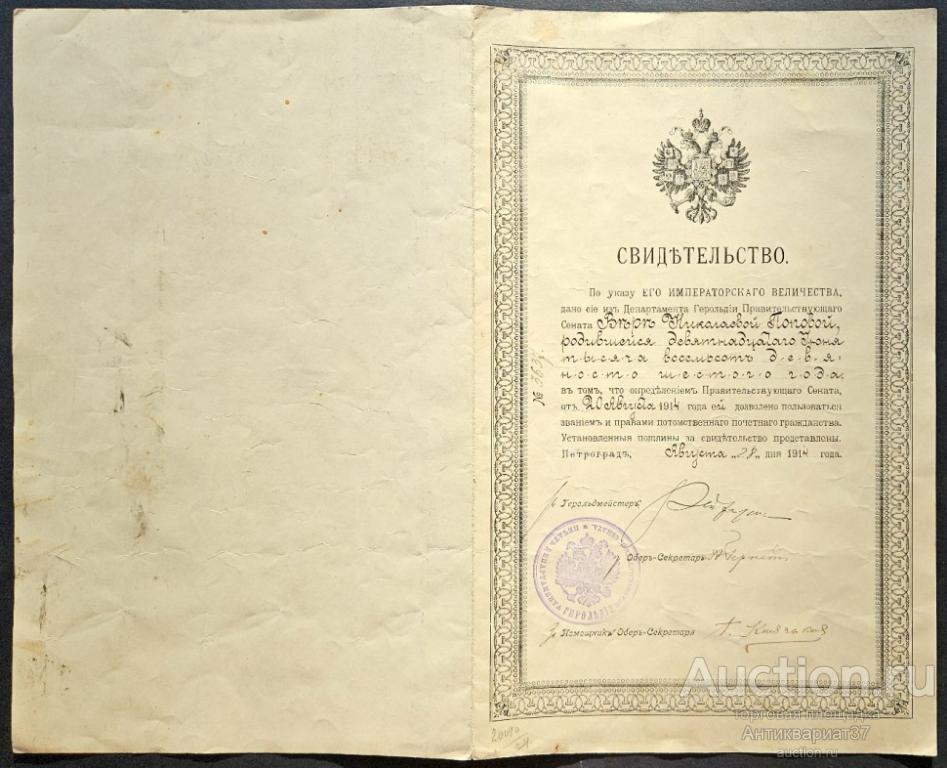 СВИДѢТЕЛЬСТВО.
По указу ЕГО ИМПЕРАТОРСКАГО ВЕЛИЧЕСТВА,
дано сіе изъ Департамента Герольдіи Правительствующаго
Сената Вѣрѣ Николаевой Поповой,
родившейся девятнадцатаго Іюня
тысяча восемьсотъ девя-
носто шестого года,
въ томъ, что опредѣленіемъ Правительствующаго Сената,
отъ 20 Августа 1914 года ей дозволено пользоваться
званіемъ и правами потомственнаго почетнаго гражданства.
Установленныя пошлины за свидѣтельство представлены.
Петроградъ, Августа „28" дня 1914 года.
№ 3637
Герольдмейстеръ
Оберъ-Секретарь
Помощникъ Оберъ-Секретаря
ГЕРОЛЬДІИ
Auction.ru
торговая площадка
Антиквариат37
auction.ru